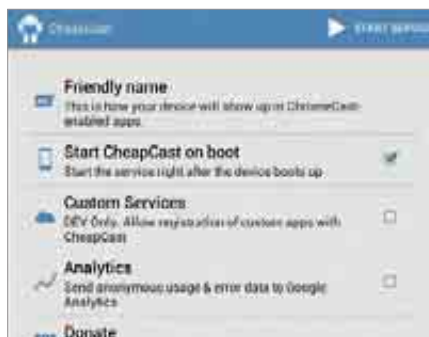 CheapCast
START SERVICE
Friendly name
This is how your device will show up in ChromeCast-
enabled apps.
Start CheapCast on boot
Start the service right after the device boots up
Custom Services
DEV Only. Allow registration of custom apps with
CheapCast
Analytics
Send anonymous usage & error data to Google
Analytics
Donate